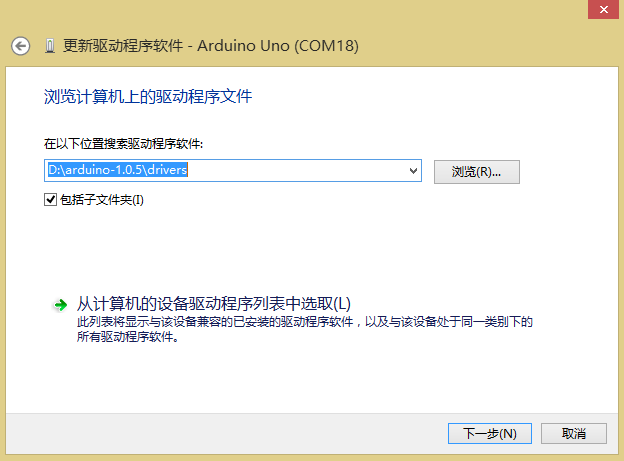 更新驱动程序软件 - Arduino Uno (COM18)
浏览计算机上的驱动程序文件
在以下位置搜索驱动程序软件:
D:\arduino-1.0.5\drivers
浏览(R)...
包括子文件夹(I)
从计算机的设备驱动程序列表中选取(L)
此列表将显示与该设备兼容的已安装的驱动程序软件，以及与该设备处于同一类别下的
所有驱动程序软件。
下一步(N)
取消